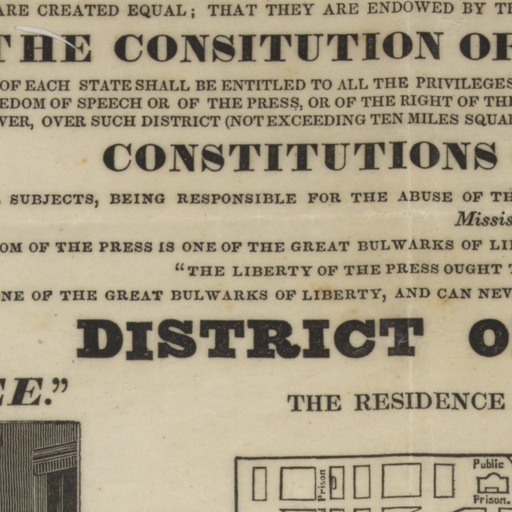 ARE CREATED EQUAL; THAT THEY ARE ENDOWED BY
THE CONSITUTION OF
OF EACH STATE SHALL BE ENTITLED TO ALL THE PRIVILEGES
EDOM OF SPEECH OR OF THE PRESS, OR OF THE RIGHT OF THE
VER, OVER SUCH DISTRICT (NOT EXCEEDING TEN MILES SQUA
CONSTITUTIONS
SUBJECTS, BEING RESPONSIBLE FOR THE ABUSE OF TH
Missis
OM OF THE PRESS IS ONE OF THE GREAT BULWARKS OF LI
"THE LIBERTY OF THE PRESS OUGHT
NE OF THE GREAT BULWARKS OF LIBERTY, AND CAN NEV
DISTRICT O
EE."
THE RESIDENCE
Public
Prison.
Prison